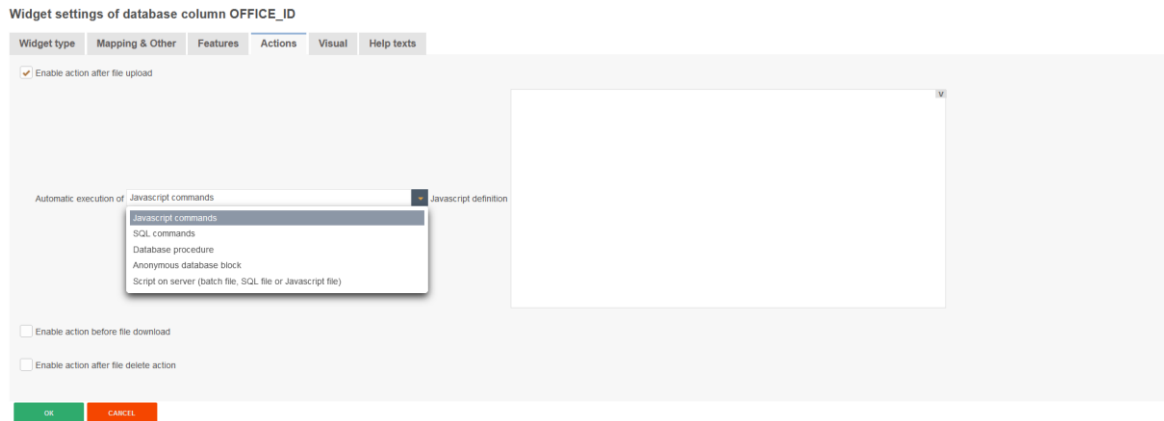 Widget settings of database column OFFICE_ID
Widget type Mapping & Other Features Actions Visual Help texts
Enable action after file upload
V
Automatic execution of Javascript commands Javascript definition
Javascript commands
SQL commands
Database procedure
Anonymous database block
Script on server (batch file, SQL file or Javascript file)
Enable action before file download
Enable action after file delete action
OK CANCEL